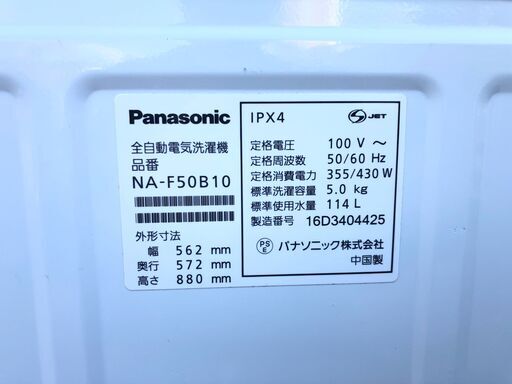 Panasonic
全自動電気洗濯機
品番
NA-F50B10
外形寸法
幅 562 mm
奥行 572 mm
高さ 880 mm
IPX4
S JET
定格電圧 100 V ～
定格周波数 50/60 Hz
定格消費電力 355/430 W
標準洗濯容量 5.0 kg
標準使用水量 114 L
製造番号 16D3404425
PS E パナソニック株式会社
中国製